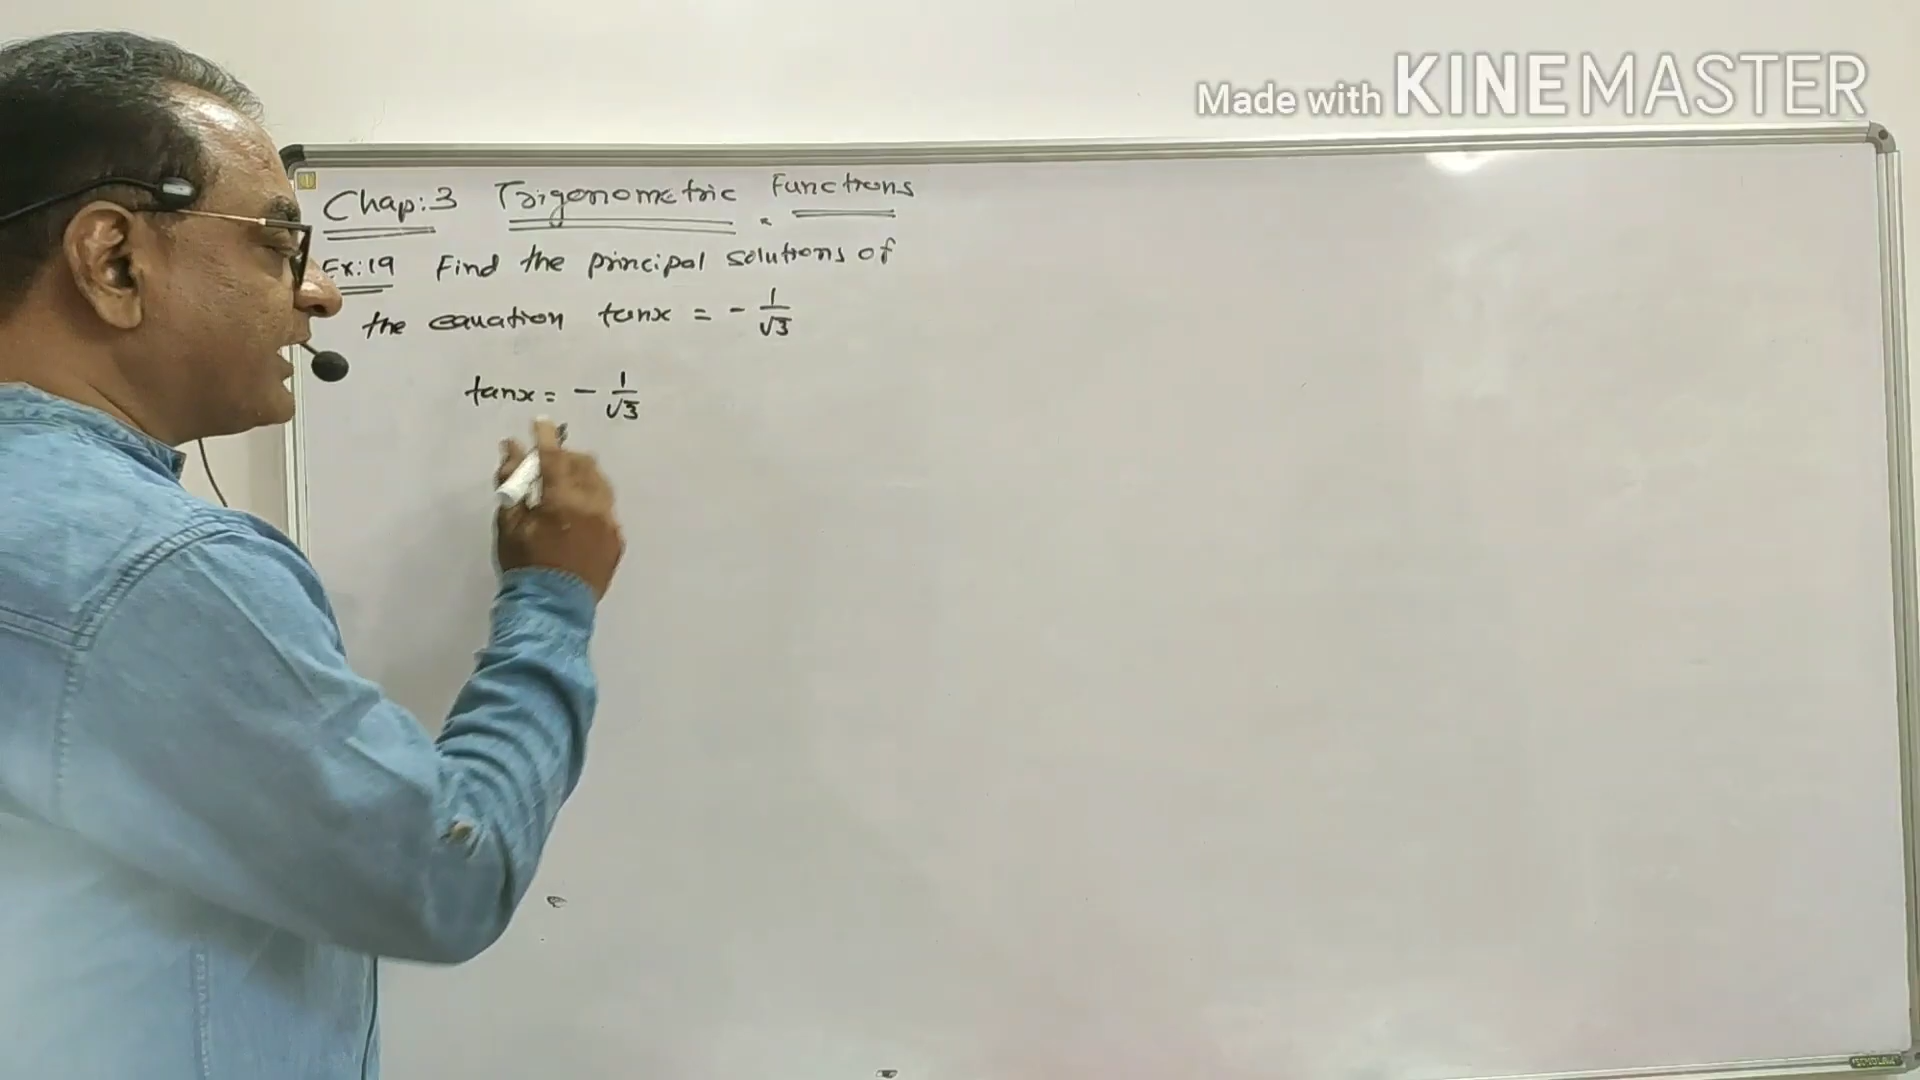 Made with KINEMASTER
Chap:3 Trigonometric Functions
Ex:19 Find the principal solutions of
the equation tanx = - 1/√3
tanx = - 1/√3